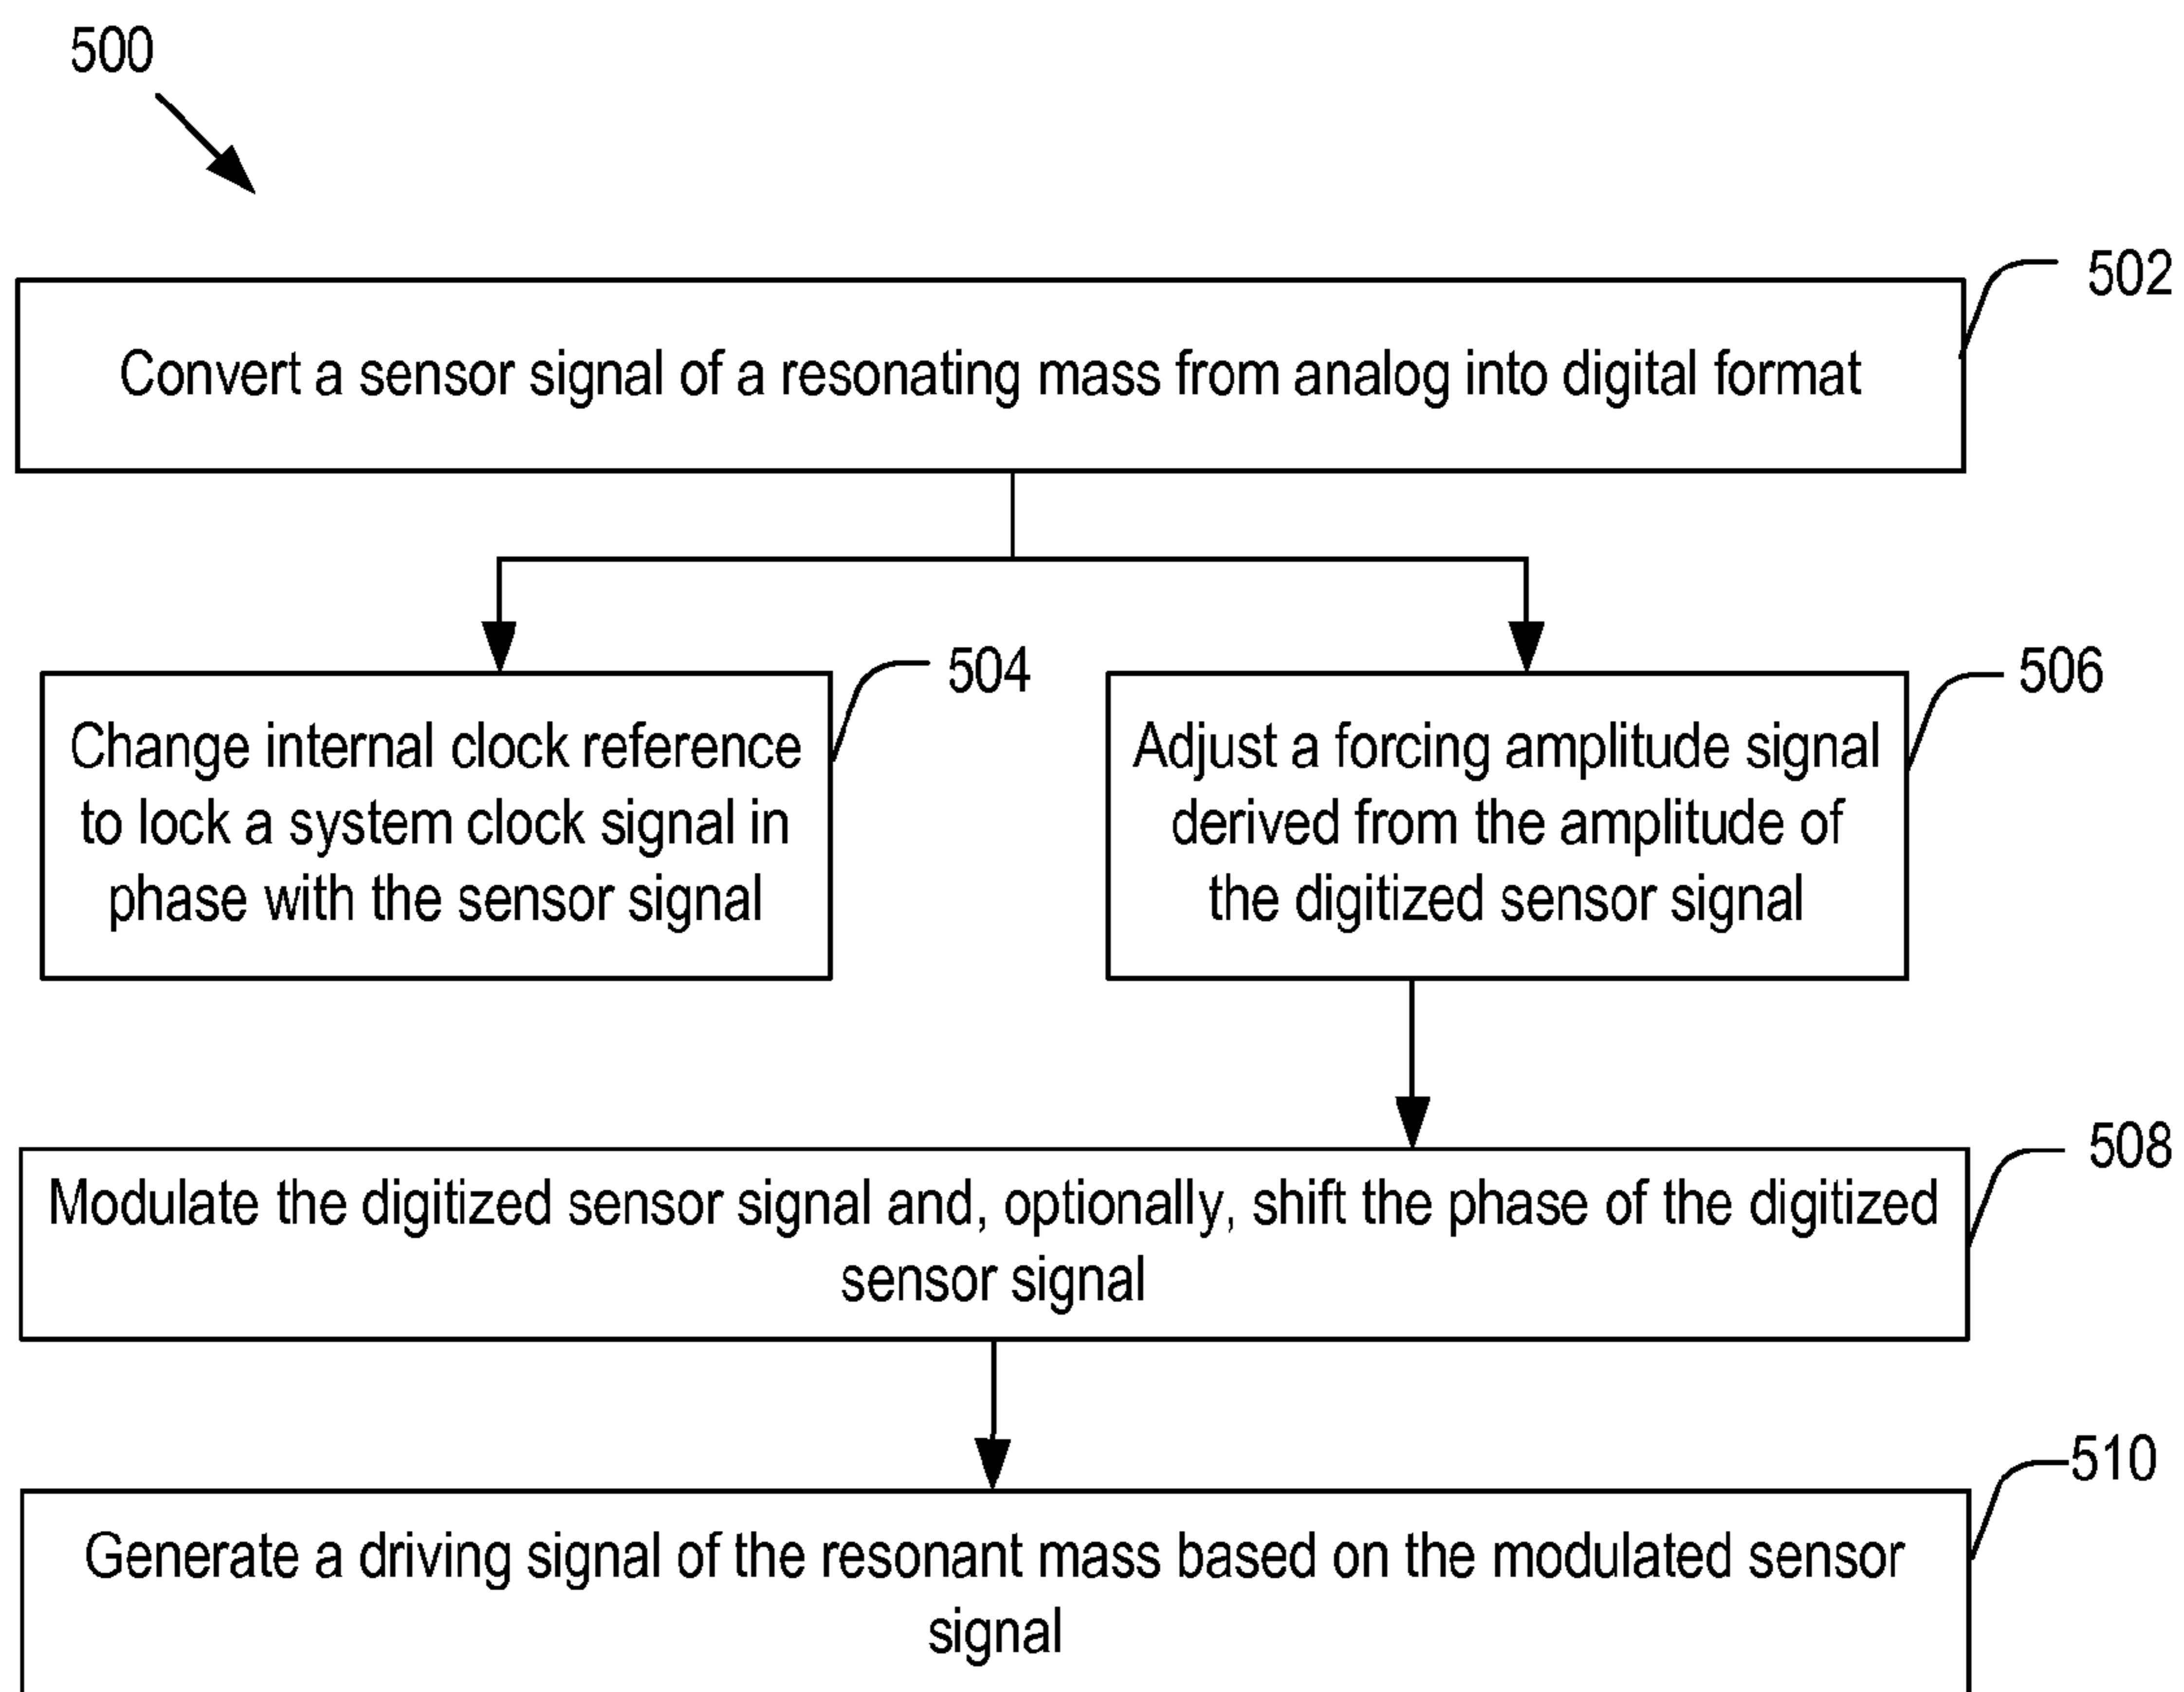 500
502
Convert a sensor signal of a resonating mass from analog into digital format
504
Change internal clock reference
to lock a system clock signal in
phase with the sensor signal
506
Adjust a forcing amplitude signal
derived from the amplitude of
the digitized sensor signal
508
Modulate the digitized sensor signal and, optionally, shift the phase of the digitized
sensor signal
510
Generate a driving signal of the resonant mass based on the modulated sensor
signal